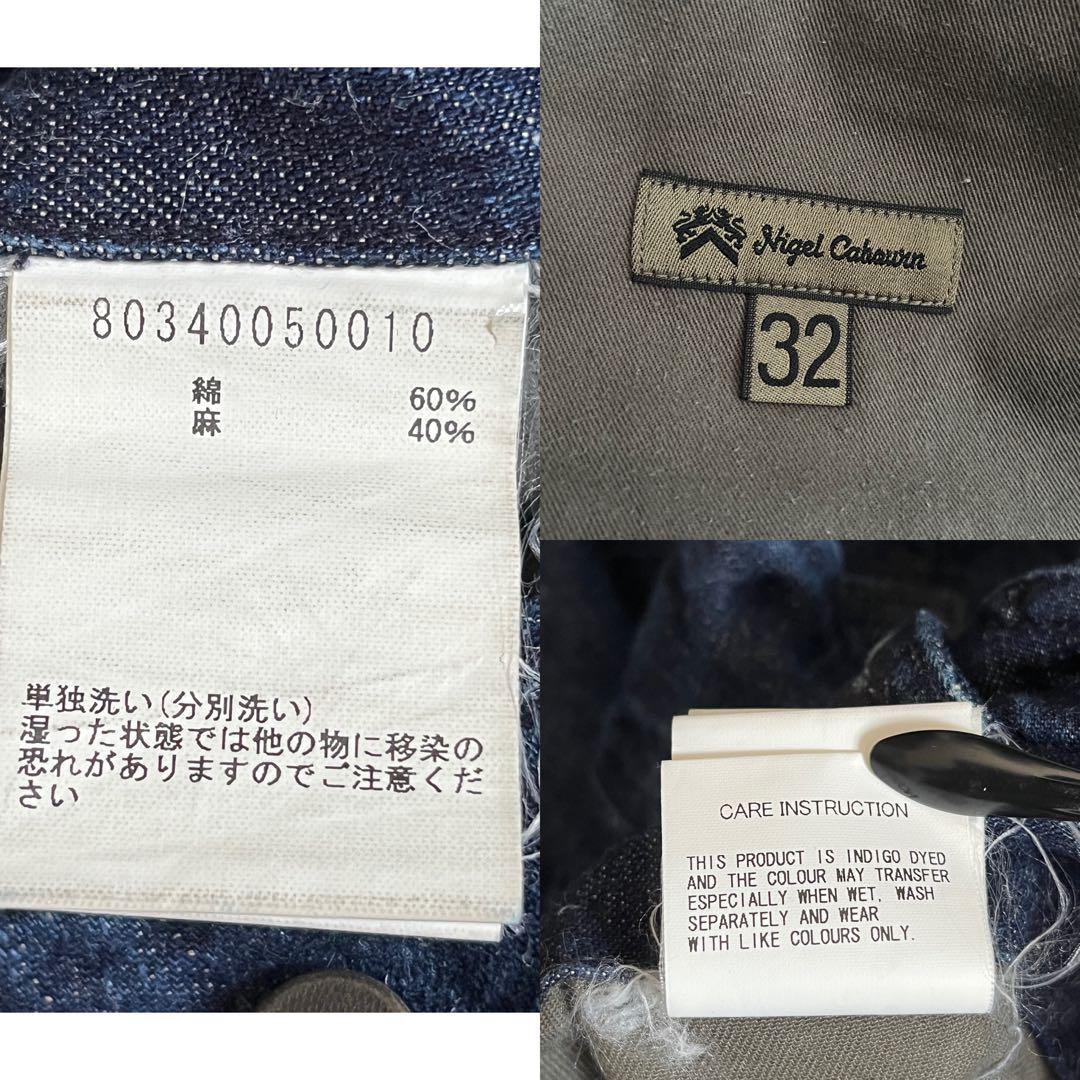 80340050010
綿 60%
麻 40%
単独洗い(分別洗い)
湿った状態では他の物に移染の
恐れがありますのでご注意くだ
さい
Nigel Cabourn
32
CARE INSTRUCTION
THIS PRODUCT IS INDIGO DYED
AND THE COLOUR MAY TRANSFER
ESPECIALLY WHEN WET, WASH
SEPARATELY AND WEAR
WITH LIKE COLOURS ONLY.